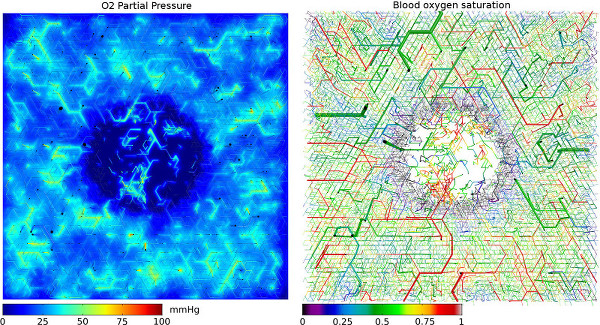 O2 Partial Pressure
Blood oxygen saturation
mmHg
0 25 50 75 100
0 0.25 0.5 0.75 1